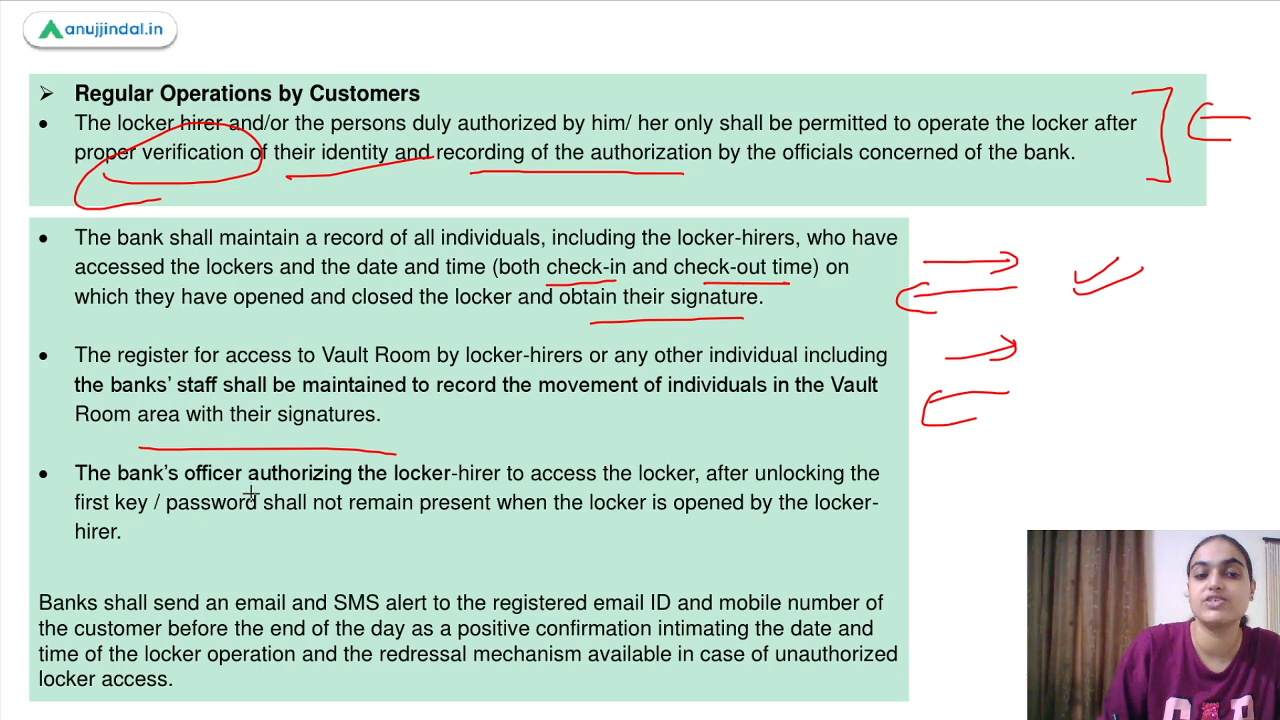 anujjindal.in
➢ Regular Operations by Customers
• The locker hirer and/or the persons duly authorized by him/ her only shall be permitted to operate the locker after
proper verification of their identity and recording of the authorization by the officials concerned of the bank.
• The bank shall maintain a record of all individuals, including the locker-hirers, who have
accessed the lockers and the date and time (both check-in and check-out time) on
which they have opened and closed the locker and obtain their signature.
• The register for access to Vault Room by locker-hirers or any other individual including
the banks’ staff shall be maintained to record the movement of individuals in the Vault
Room area with their signatures.
• The bank’s officer authorizing the locker-hirer to access the locker, after unlocking the
first key / password shall not remain present when the locker is opened by the locker-
hirer.
Banks shall send an email and SMS alert to the registered email ID and mobile number of
the customer before the end of the day as a positive confirmation intimating the date and
time of the locker operation and the redressal mechanism available in case of unauthorized
locker access.